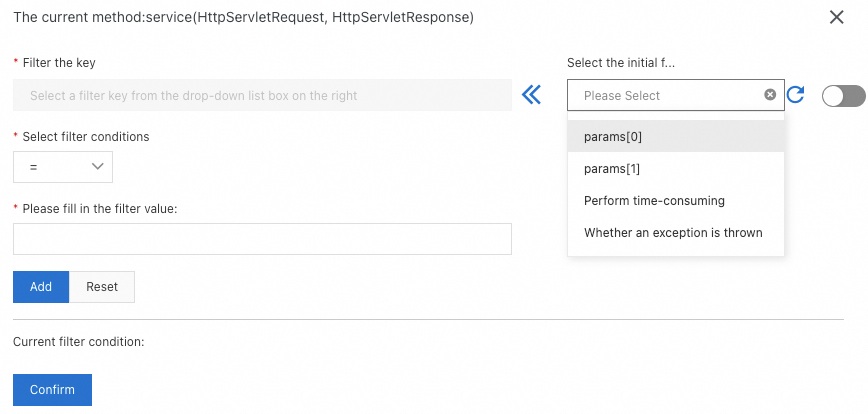 The current method:service(HttpServletRequest, HttpServletResponse)
* Filter the key
Select the initial f...
Select a filter key from the drop-down list box on the right
Please Select
* Select filter conditions
=
params[0]
params[1]
Perform time-consuming
Whether an exception is thrown
* Please fill in the filter value:
Add
Reset
Current filter condition:
Confirm